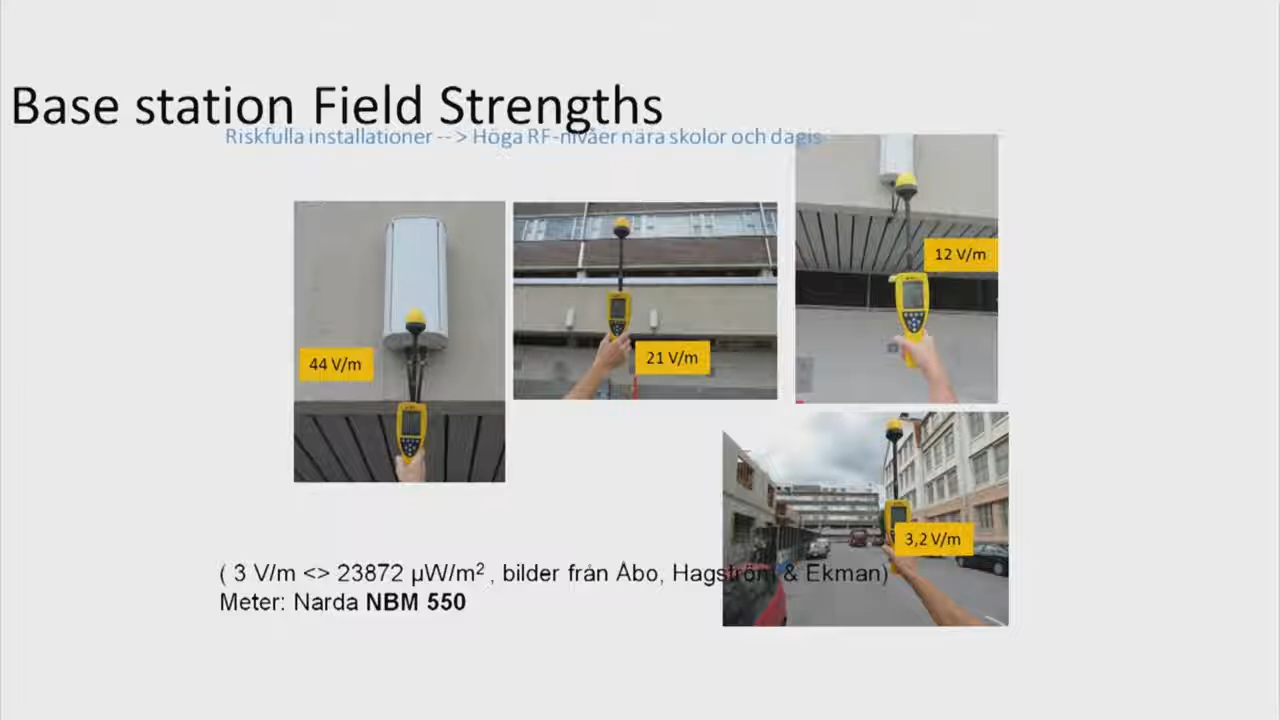 Base station Field Strengths
Riskfulla installationer -- > Höga RF-nivåer nära skolor och dagis
12 V/m
44 V/m
21 V/m
3,2 V/m
( 3 V/m <> 23872 µW/m² , bilder från Åbo, Hagström & Ekman)
Meter: Narda NBM 550